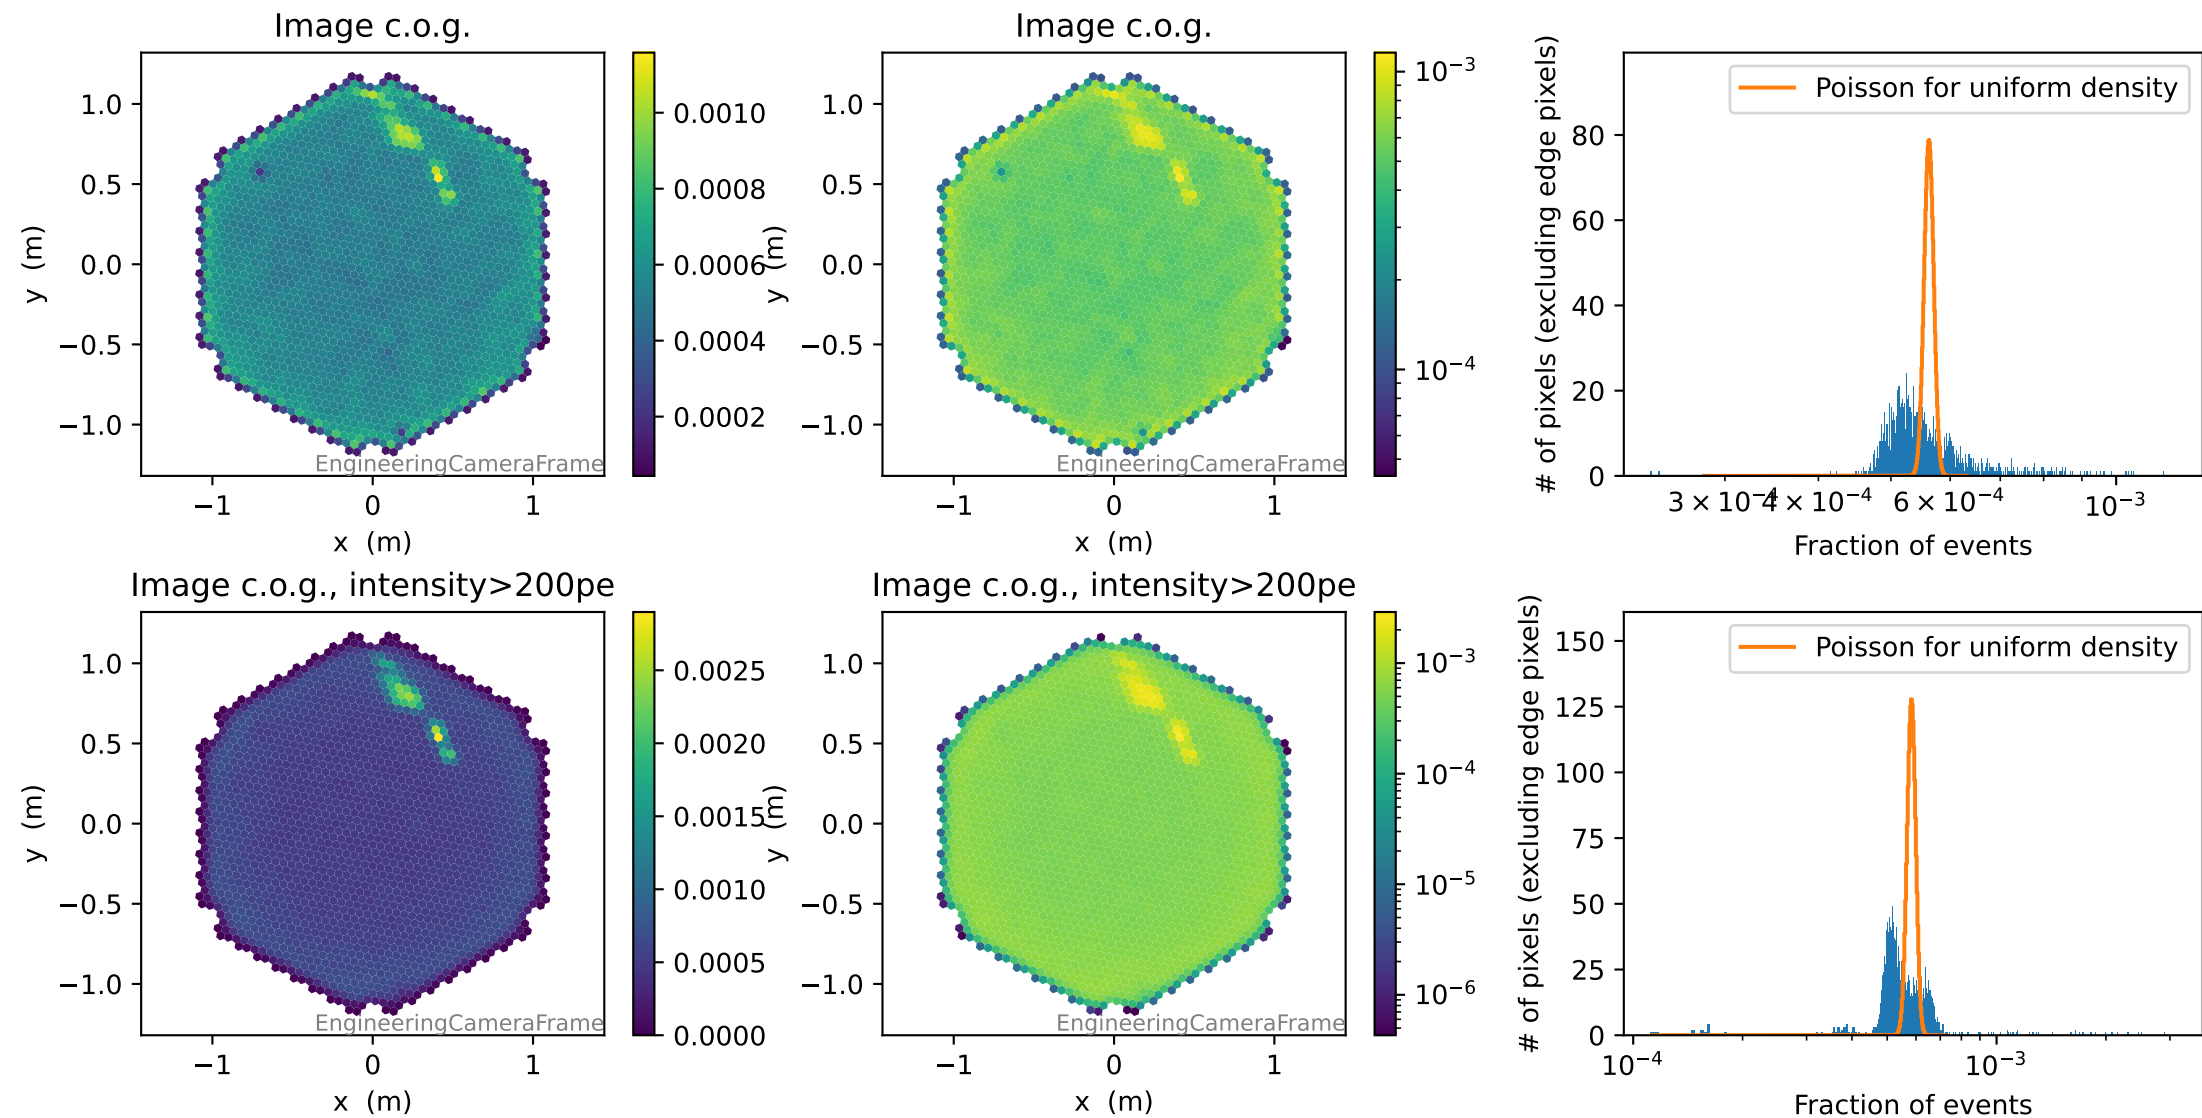 Image c.o.g.
1.0
0.5
0.0
−0.5
−1.0
y (m)
−1
0
1
x (m)
EngineeringCameraFrame
0.0010
0.0008
0.0006
0.0004
0.0002
Image c.o.g.
1.0
0.5
0.0
−0.5
−1.0
y (m)
−1
0
1
x (m)
EngineeringCameraFrame
10⁻³
10⁻⁴
Poisson for uniform density
80
60
40
20
0
# of pixels (excluding edge pixels)
3 × 10⁻⁴
4 × 10⁻⁴
6 × 10⁻⁴
10⁻³
Fraction of events
Image c.o.g., intensity>200pe
1.0
0.5
0.0
−0.5
−1.0
y (m)
−1
0
1
x (m)
EngineeringCameraFrame
0.0025
0.0020
0.0015
0.0010
0.0005
0.0000
Image c.o.g., intensity>200pe
1.0
0.5
0.0
−0.5
−1.0
y (m)
−1
0
1
x (m)
EngineeringCameraFrame
10⁻³
10⁻⁴
10⁻⁵
10⁻⁶
Poisson for uniform density
150
125
100
75
50
25
0
# of pixels (excluding edge pixels)
10⁻⁴
10⁻³
Fraction of events